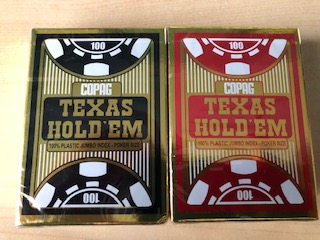 100
COPAG
TEXAS
HOLD'EM
100% PLASTIC JUMBO INDEX - POKER SIZE
100
100
COPAG
TEXAS
HOLD'EM
100% PLASTIC JUMBO INDEX - POKER SIZE
100